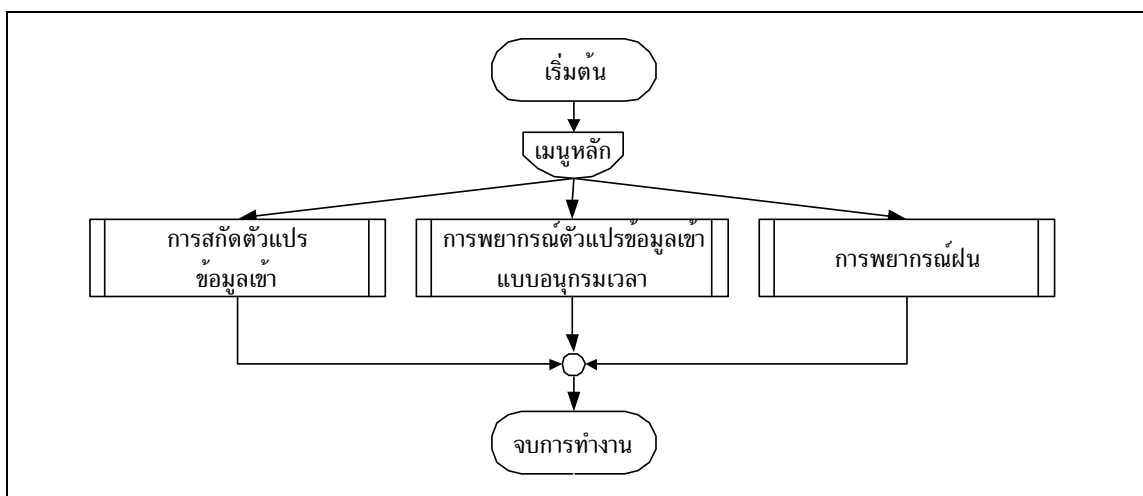 เริ่มต้น
เมนูหลัก
การสกัดตัวแปร
ข้อมูลเข้า
การพยากรณ์ตัวแปรข้อมูลเข้า
แบบอนุกรมเวลา
การพยากรณ์ฝน
จบการทำงาน